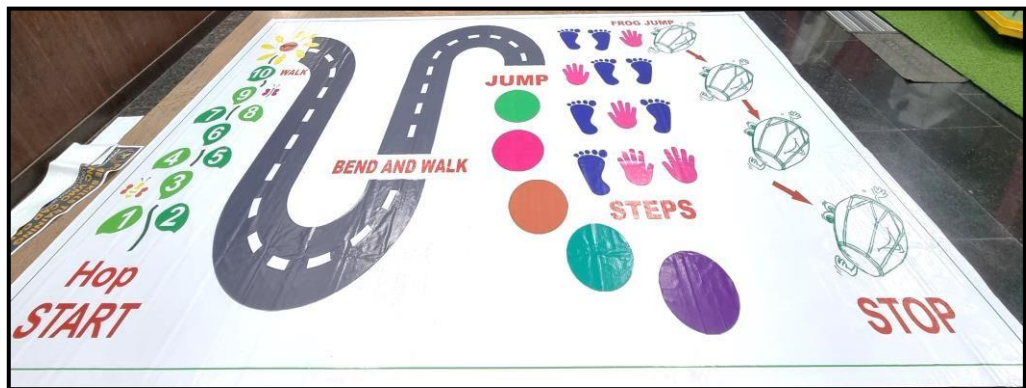 FROG JUMP
WALK
10
9
7 8
6
4 5
3
1 2
JUMP
BEND AND WALK
STEPS
Hop
START
STOP